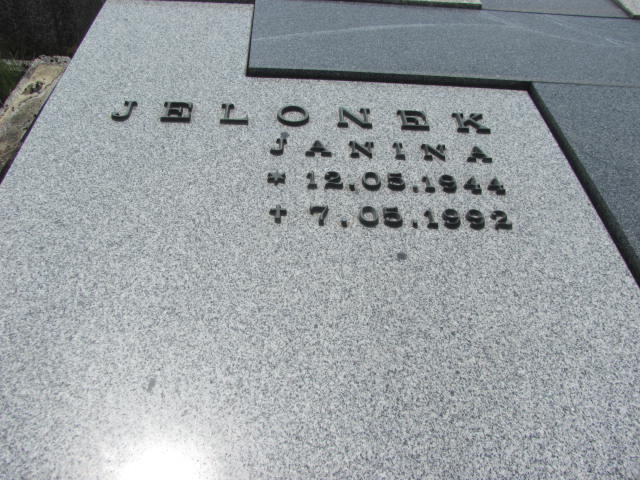 JELONEK
JANINA
* 12.05.1944
+ 7.05.1992